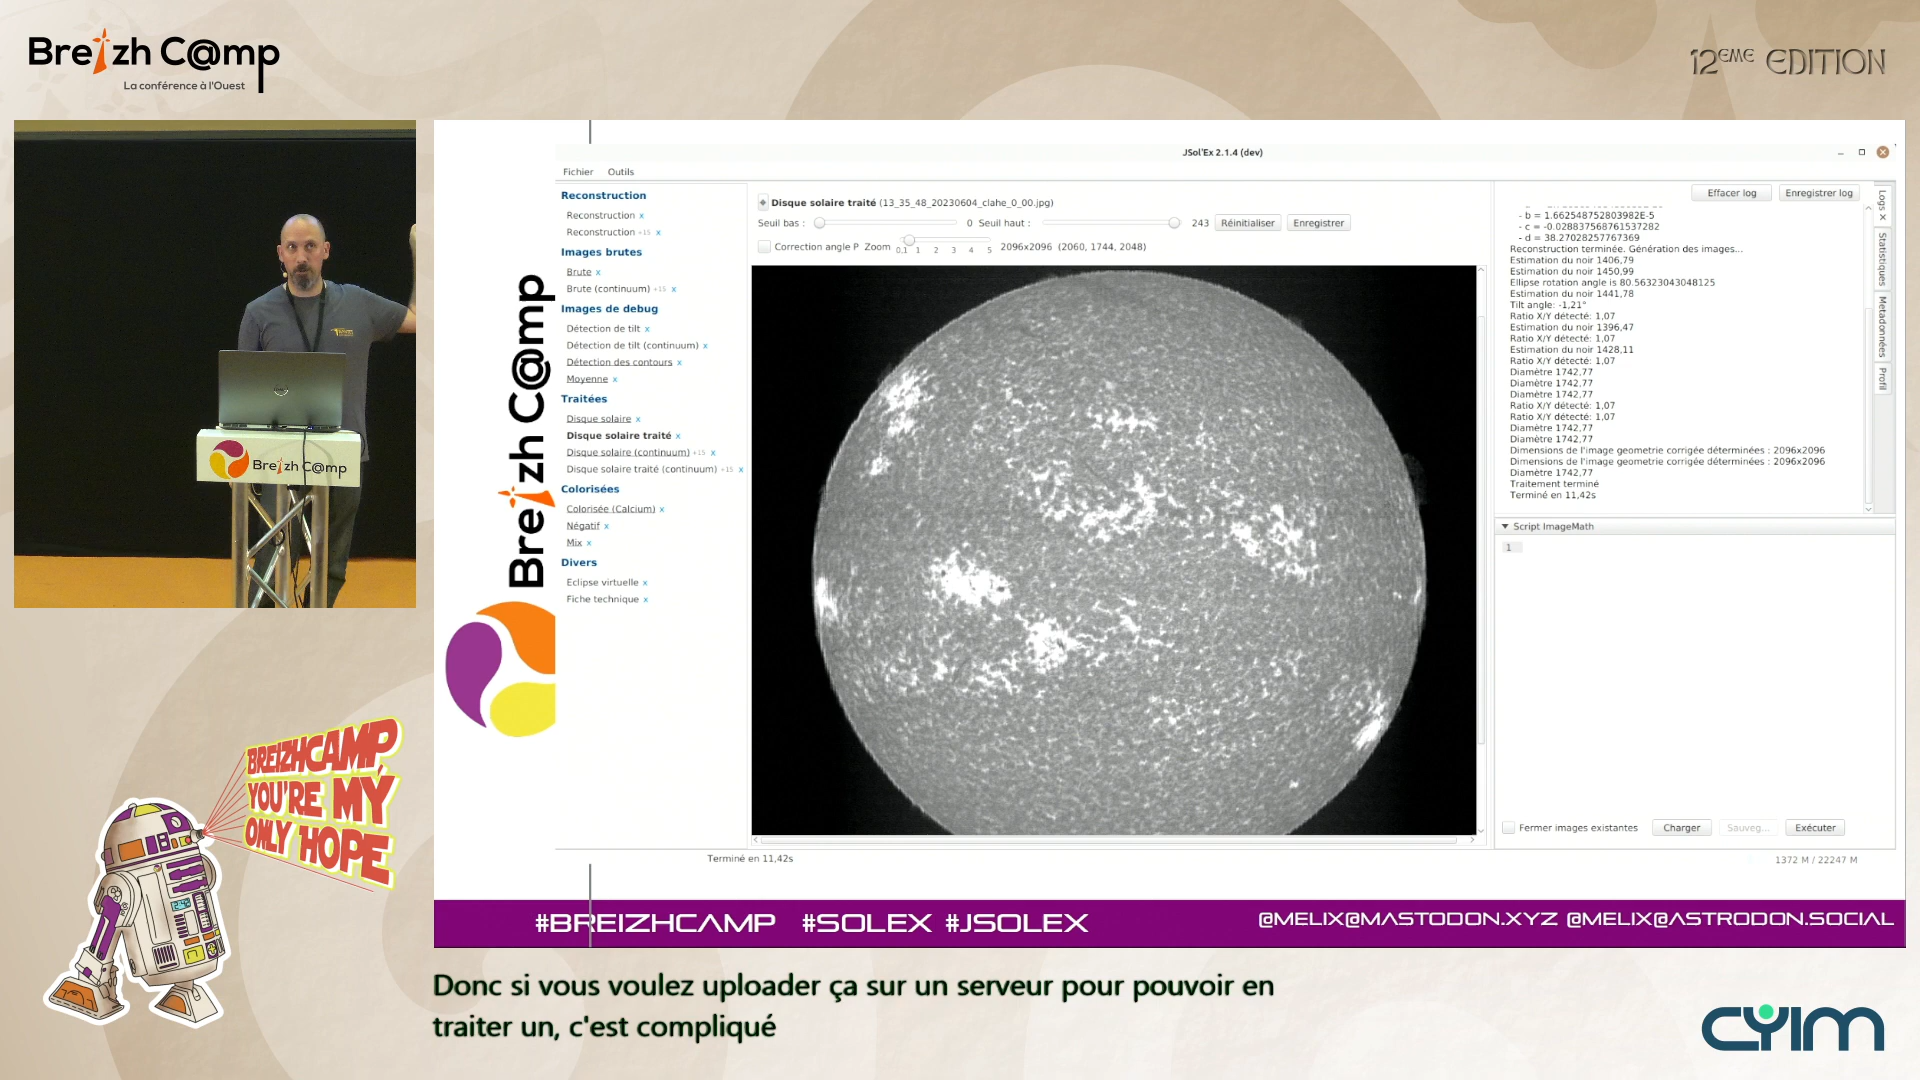 Breizh C@mp
La conférence à l'Ouest
12EME EDITION
Breizh C@mp
BREIZHCAMP,
YOU'RE MY
ONLY HOPE
Breizh C@mp
JSol'Ex 2.1.4 (dev)
Fichier Outils
Reconstruction
Reconstruction x
Reconstruction +15 x
Images brutes
Brute x
Brute (continuum) +15 x
Images de debug
Détection de tilt x
Détection de tilt (continuum) x
Détection des contours x
Moyenne x
Traitées
Disque solaire x
Disque solaire traité x
Disque solaire (continuum) +15 x
Disque solaire traité (continuum) +15 x
Colorisées
Colorisée (Calcium) x
Négatif x
Mix x
Divers
Eclipse virtuelle x
Fiche technique x
Disque solaire traité (13_35_48_20230604_clahe_0_00.jpg)
Seuil bas : 0 Seuil haut : 243 Réinitialiser Enregistrer
Correction angle P Zoom 0,1 1 2 3 4 5 2096x2096 (2060, 1744, 2048)
Effacer log Enregistrer log
- b = 1.662548752803982E-5
- c = -0.028837568761537282
- d = 38.27028257767369
Reconstruction terminée. Génération des images...
Estimation du noir 1406,79
Estimation du noir 1450,99
Ellipse rotation angle is 80.56323043048125
Estimation du noir 1441,78
Tilt angle: -1,21°
Ratio X/Y détecté: 1,07
Estimation du noir 1396,47
Ratio X/Y détecté: 1,07
Estimation du noir 1428,11
Ratio X/Y détecté: 1,07
Diamètre 1742,77
Diamètre 1742,77
Diamètre 1742,77
Ratio X/Y détecté: 1,07
Ratio X/Y détecté: 1,07
Diamètre 1742,77
Diamètre 1742,77
Dimensions de l'image geometrie corrigée déterminées : 2096x2096
Dimensions de l'image geometrie corrigée déterminées : 2096x2096
Diamètre 1742,77
Traitement terminé
Terminé en 11,42s
Logs x
Statistiques
Metadonnées
Profil
Script ImageMath
1
Fermer images existantes Charger Sauveg... Exécuter
Terminé en 11,42s
1372 M / 22247 M
#BREIZHCAMP #SOLEX #JSOLEX
@MELIX@MASTODON.XYZ @MELIX@ASTRODON.SOCIAL
Donc si vous voulez uploader ça sur un serveur pour pouvoir en
traiter un, c'est compliqué
CYIM